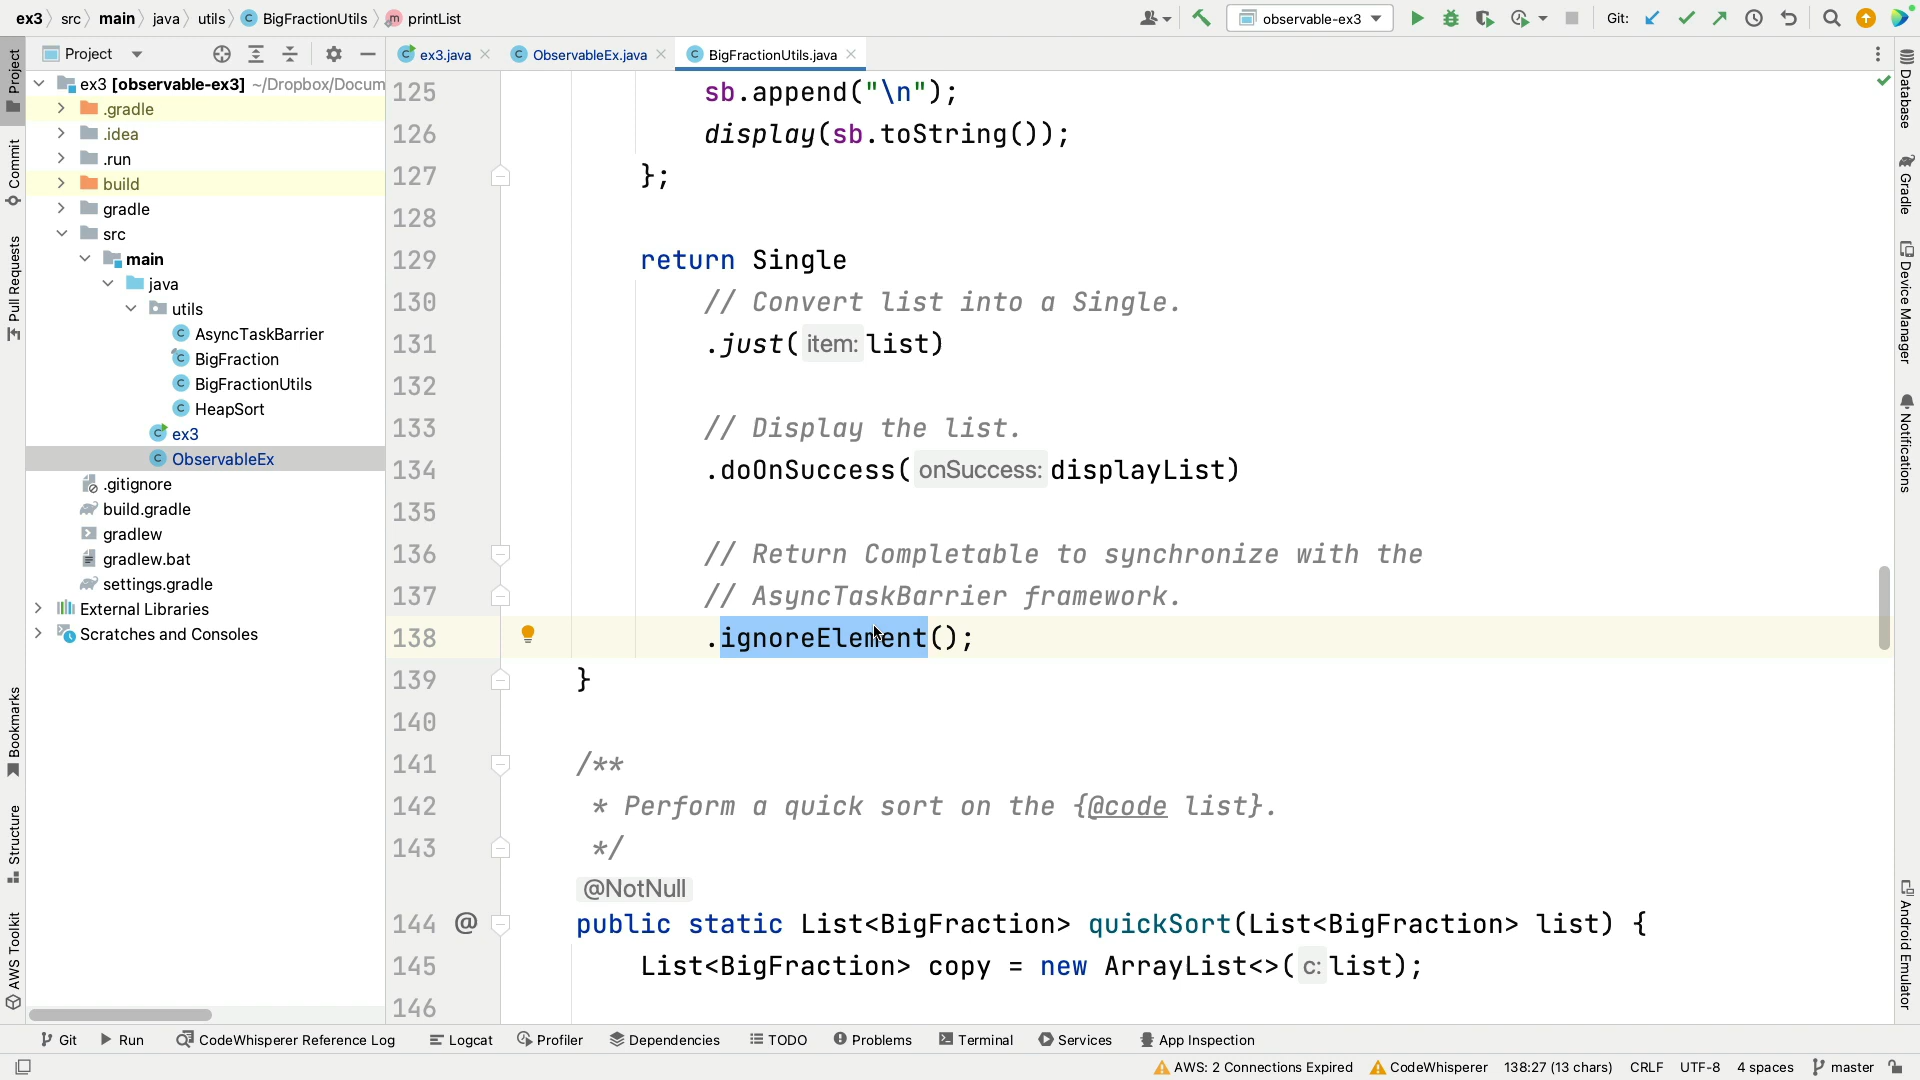 ex3 src main java utils BigFractionUtils printList
observable-ex3 Git:
Project
ex3.java ObservableEx.java BigFractionUtils.java
ex3 [observable-ex3] ~/Dropbox/Docum
.gradle
.idea
.run
build
gradle
src
main
java
utils
AsyncTaskBarrier
BigFraction
BigFractionUtils
HeapSort
ex3
ObservableEx
.gitignore
build.gradle
gradlew
gradlew.bat
settings.gradle
External Libraries
Scratches and Consoles
Project
Commit
Pull Requests
Bookmarks
Structure
AWS Toolkit
125 sb.append("\n");
126 display(sb.toString());
127 };
128
129 return Single
130 // Convert list into a Single.
131 .just( item: list)
132
133 // Display the list.
134 .doOnSuccess( onSuccess: displayList)
135
136 // Return Completable to synchronize with the
137 // AsyncTaskBarrier framework.
138 .ignoreElement();
139 }
140
141 /**
142 * Perform a quick sort on the {@code list}.
143 */
@NotNull
144 @ public static List<BigFraction> quickSort(List<BigFraction> list) {
145 List<BigFraction> copy = new ArrayList<>( c: list);
146
Database
Gradle
Device Manager
Notifications
Android Emulator
Git Run CodeWhisperer Reference Log Logcat Profiler Dependencies TODO Problems Terminal Services App Inspection
AWS: 2 Connections Expired CodeWhisperer 138:27 (13 chars) CRLF UTF-8 4 spaces master